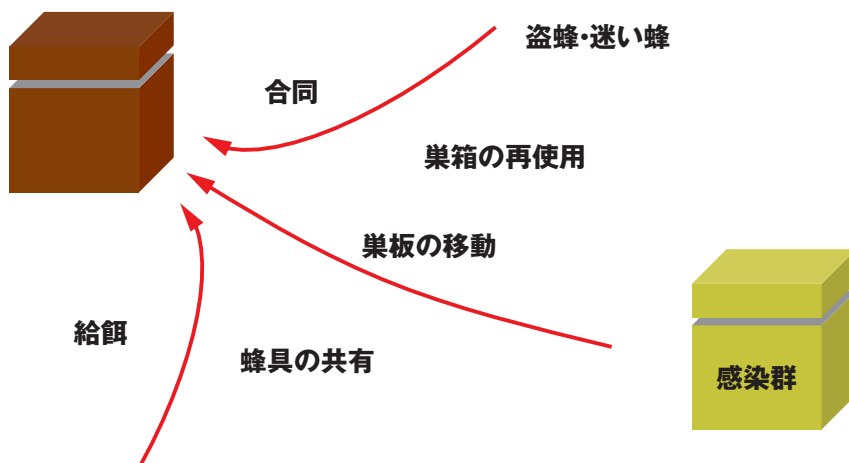 盗蜂・迷い蜂
合同
巣箱の再使用
巣板の移動
給餌
蜂具の共有
感染群